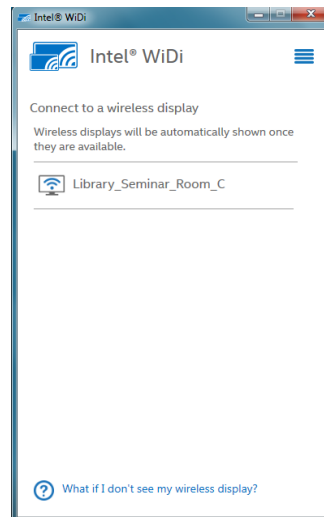 Intel® WiDi
Intel® WiDi
Connect to a wireless display
Wireless displays will be automatically shown once
they are available.
Library_Seminar_Room_C
What if I don't see my wireless display?